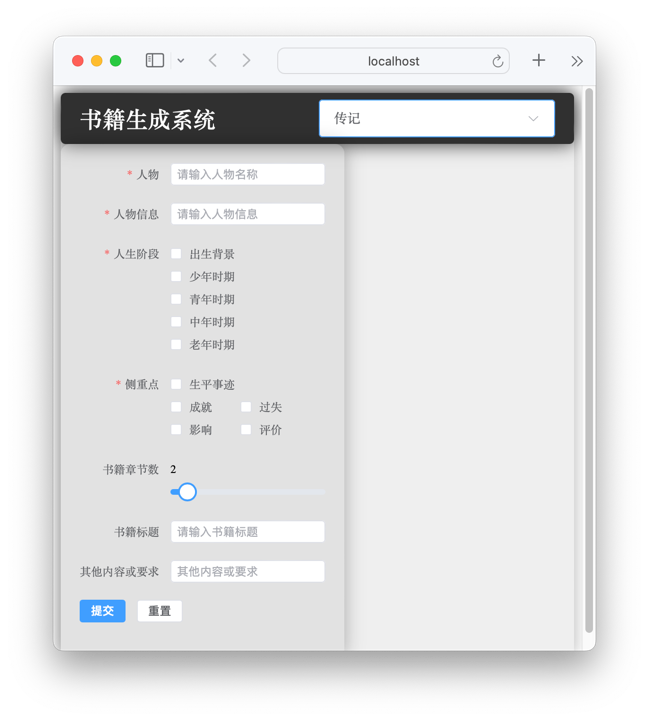 localhost
书籍生成系统 传记
* 人物 请输入人物名称
* 人物信息 请输入人物信息
* 人生阶段 出生背景
少年时期
青年时期
中年时期
老年时期
* 侧重点 生平事迹
成就 过失
影响 评价
书籍章节数 2
书籍标题 请输入书籍标题
其他内容或要求 其他内容或要求
提交 重置